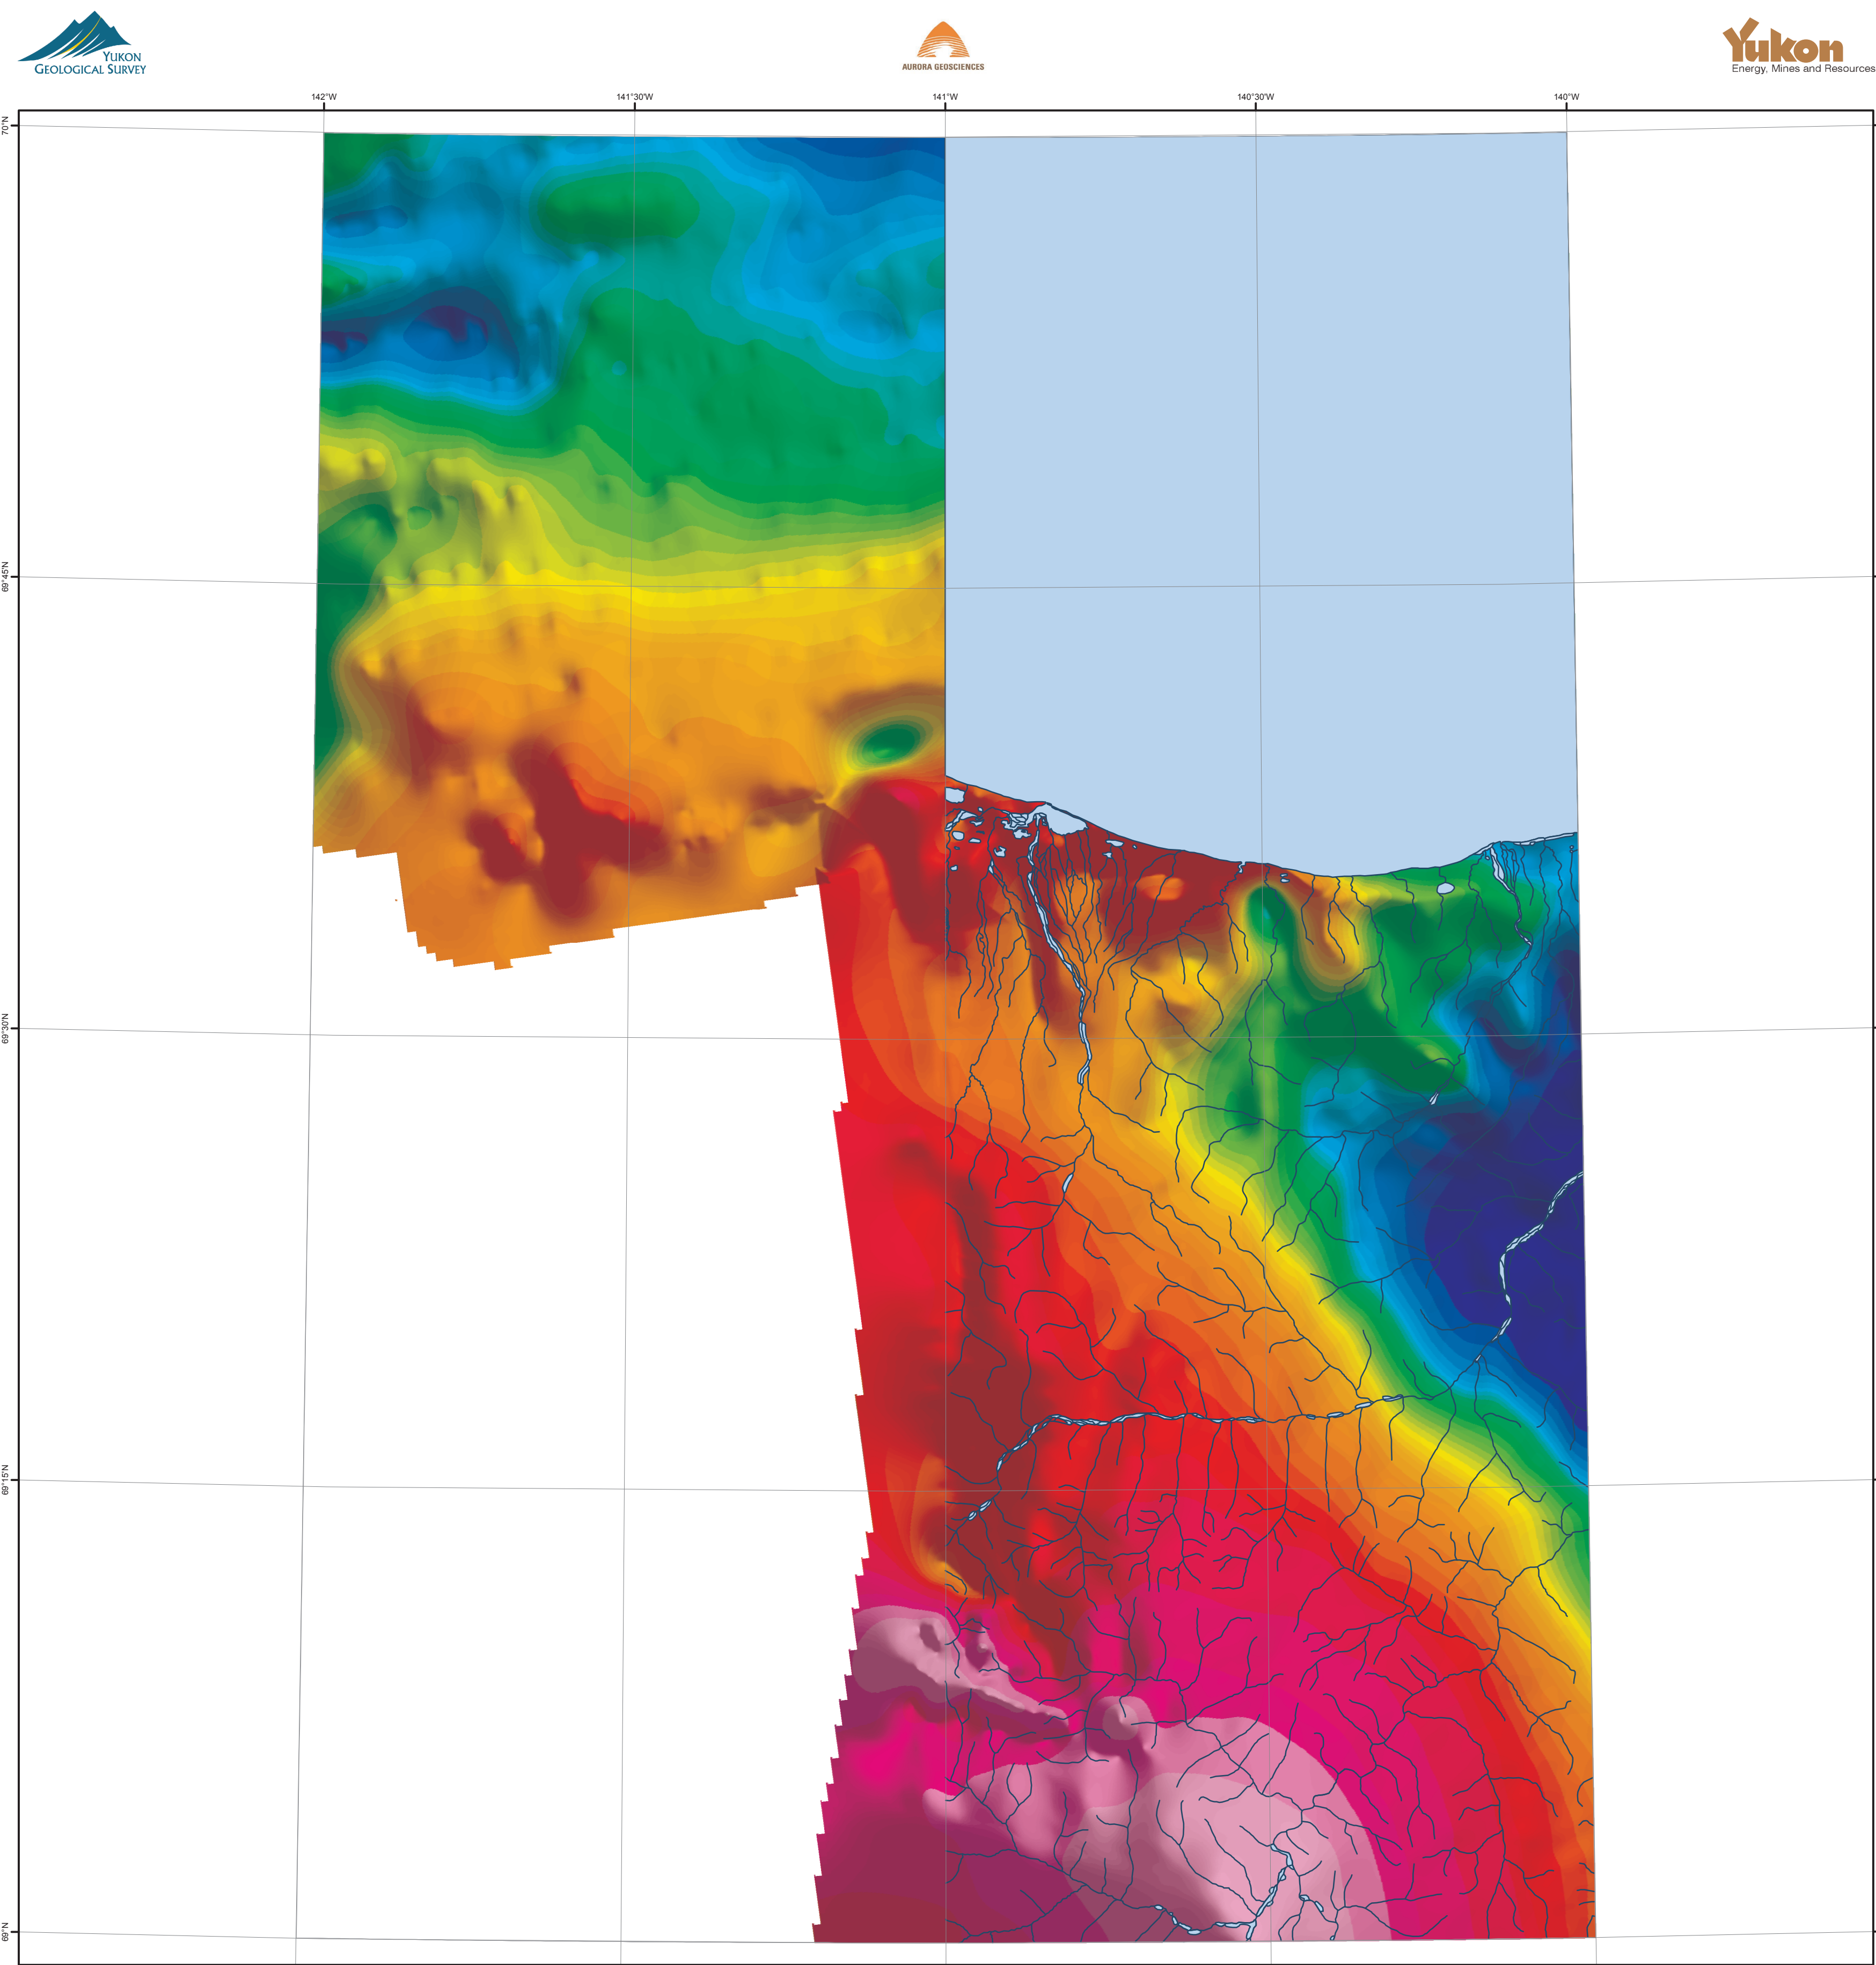 YUKON
GEOLOGICAL SURVEY
AURORA GEOSCIENCES
Yukon
Energy, Mines and Resources
142°W
141°30'W
141°W
140°30'W
140°W
70°N
69°45'N
69°30'N
69°15'N
69°N